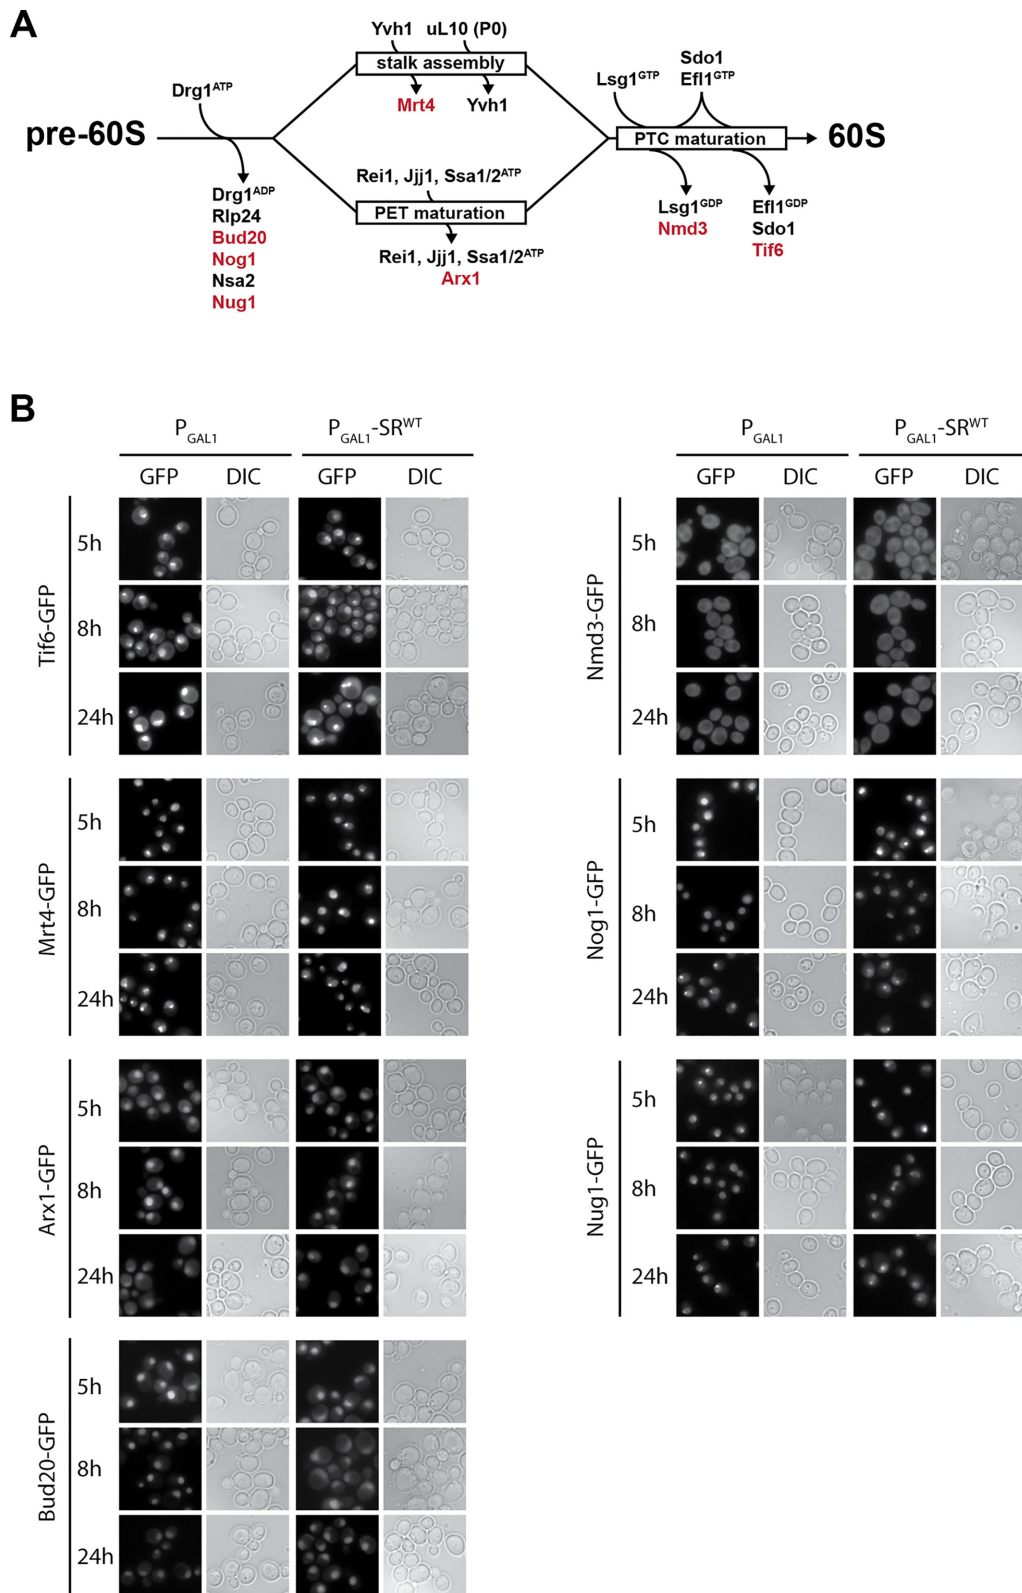 A
Yvh1 uL10 (P0)
stalk assembly
Mrt4 Yvh1
Drg1ATP
pre-60S
Drg1ADP
Rlp24
Bud20
Nog1
Nsa2
Nug1
Rei1, Jjj1, Ssa1/2ATP
PET maturation
Rei1, Jjj1, Ssa1/2ATP
Arx1
Lsg1GTP
Sdo1
Efl1GTP
PTC maturation
60S
Lsg1GDP
Nmd3
Efl1GDP
Sdo1
Tif6
B
PGAL1 PGAL1-SRWT
GFP DIC GFP DIC
Tif6-GFP
5h
8h
24h
Mrt4-GFP
5h
8h
24h
Arx1-GFP
5h
8h
24h
Bud20-GFP
5h
8h
24h
PGAL1 PGAL1-SRWT
GFP DIC GFP DIC
Nmd3-GFP
5h
8h
24h
Nog1-GFP
5h
8h
24h
Nug1-GFP
5h
8h
24h